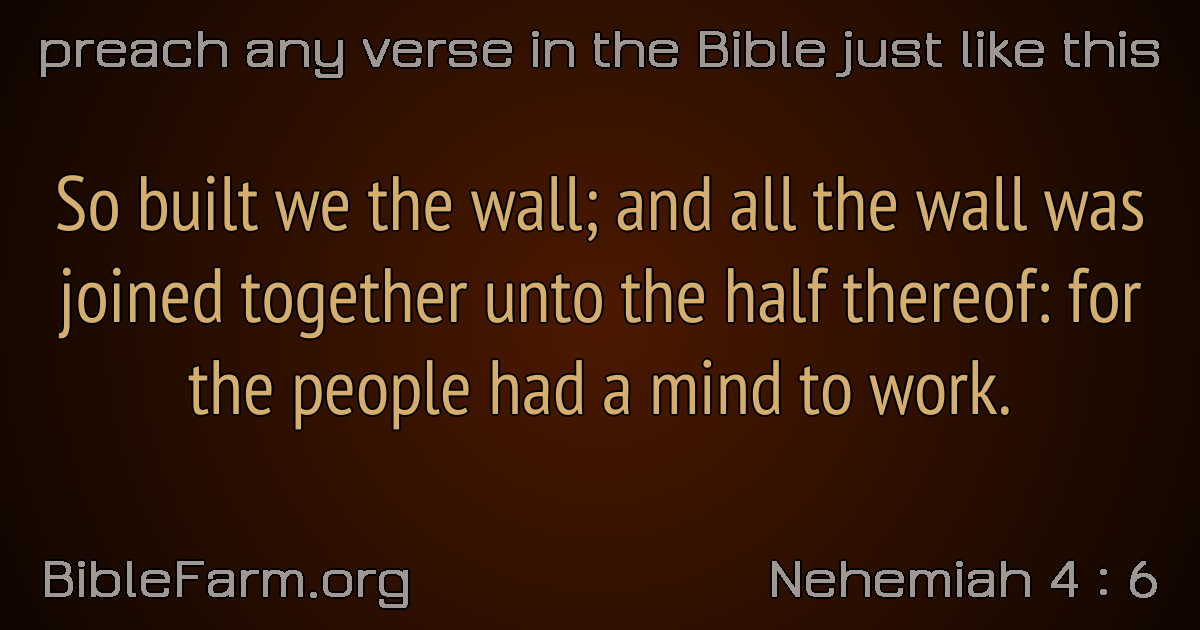 preach any verse in the Bible just like this
So built we the wall; and all the wall was
joined together unto the half thereof: for
the people had a mind to work.
BibleFarm.org
Nehemiah 4 : 6